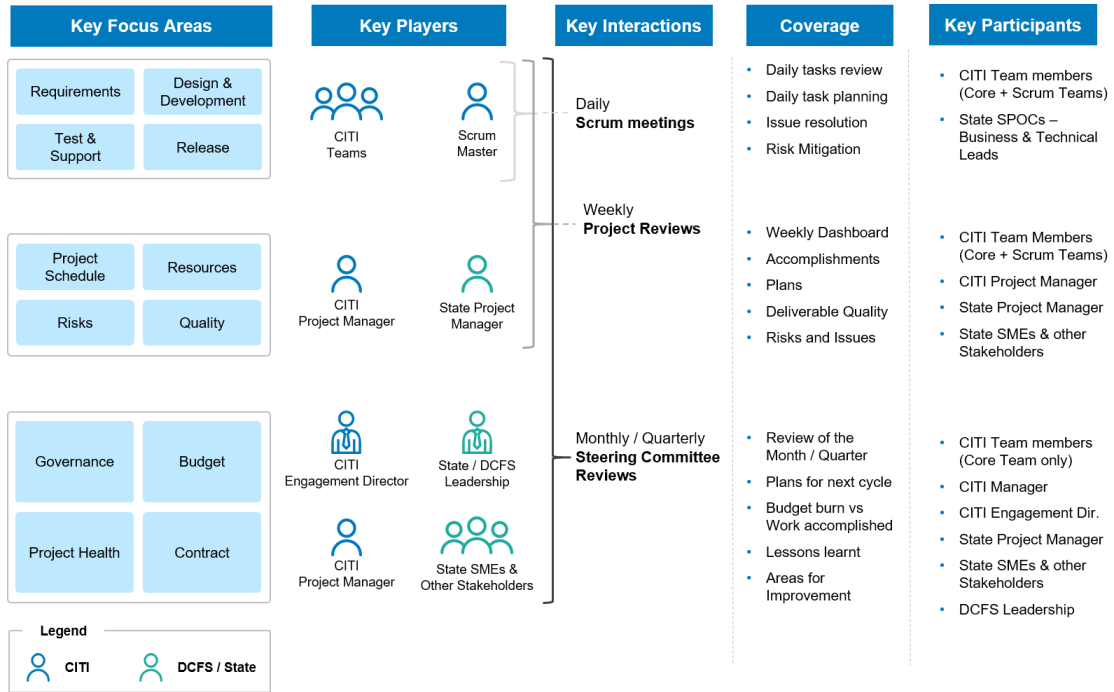 Key Focus Areas
Key Players
Key Interactions
Coverage
Key Participants
Requirements
Design &
Development
Test &
Support
Release
CITI
Teams
Scrum
Master
Daily
Scrum meetings
• Daily tasks review
• Daily task planning
• Issue resolution
• Risk Mitigation
• CITI Team members
(Core + Scrum Teams)
• State SPOCs –
Business & Technical
Leads
Weekly
Project Reviews
Project
Schedule
Resources
Risks
Quality
CITI
Project Manager
State Project
Manager
• Weekly Dashboard
• Accomplishments
• Plans
• Deliverable Quality
• Risks and Issues
• CITI Team Members
(Core + Scrum Teams)
• CITI Project Manager
• State Project Manager
• State SMEs & other
Stakeholders
Governance
Budget
Project Health
Contract
CITI
Engagement Director
State / DCFS
Leadership
CITI
Project Manager
State SMEs &
Other Stakeholders
Monthly / Quarterly
Steering Committee
Reviews
• Review of the
Month / Quarter
• Plans for next cycle
• Budget burn vs
Work accomplished
• Lessons learnt
• Areas for
Improvement
• CITI Team members
(Core Team only)
• CITI Manager
• CITI Engagement Dir.
• State Project Manager
• State SMEs & other
Stakeholders
• DCFS Leadership
Legend
CITI
DCFS / State